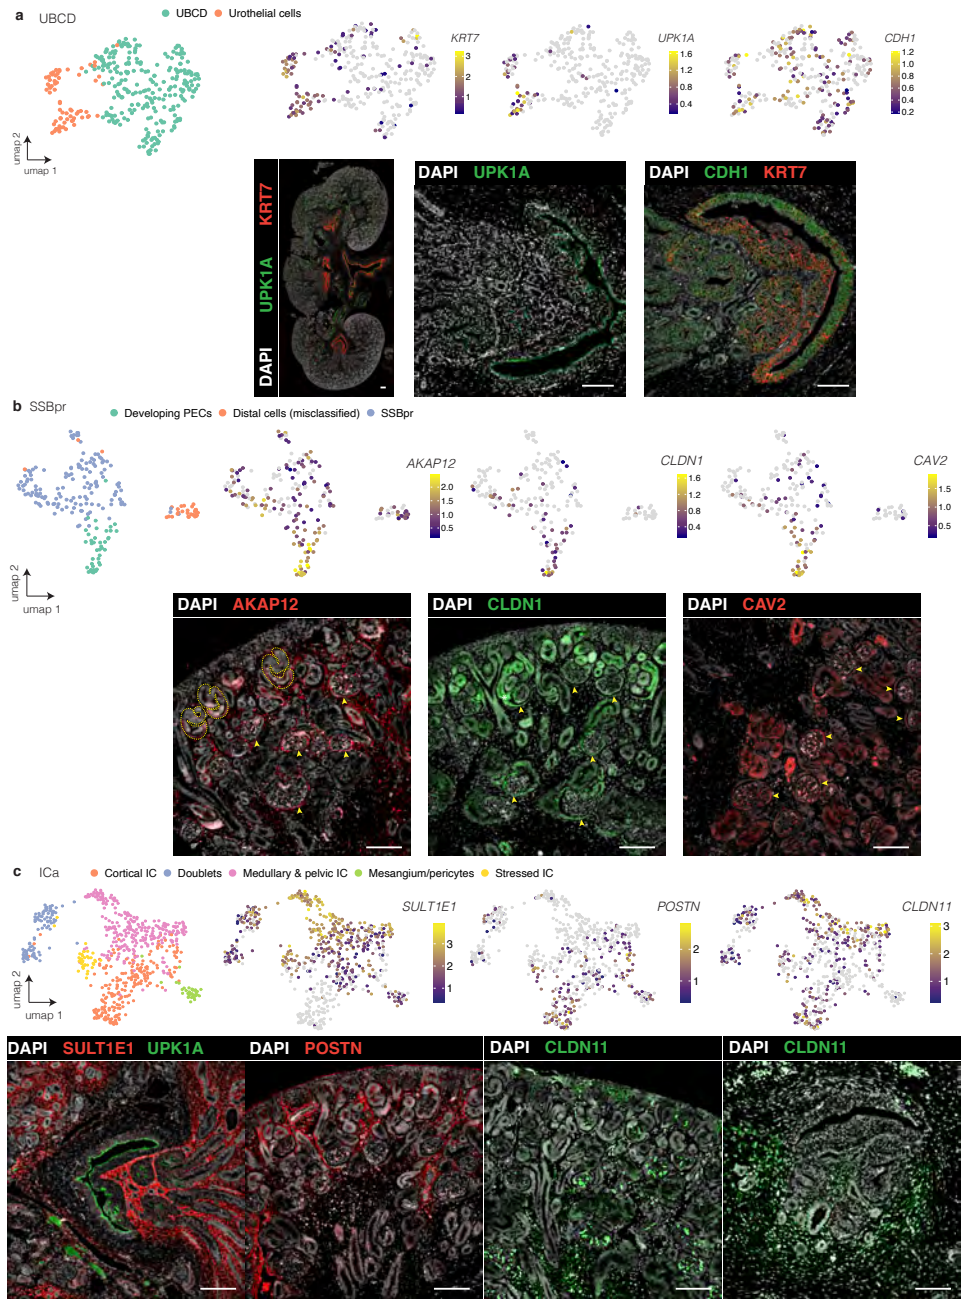 a UBCD
UBCD Urothelial cells
KRT7
3
2
1
UPK1A
1.6
1.2
0.8
0.4
CDH1
1.2
1.0
0.8
0.6
0.4
0.2
umap 2
umap 1
DAPI UPK1A KRT7
DAPI UPK1A
DAPI CDH1 KRT7
b SSBpr
Developing PECs Distal cells (misclassified) SSBpr
AKAP12
2.0
1.5
1.0
0.5
CLDN1
1.6
1.2
0.8
0.4
CAV2
1.5
1.0
0.5
umap 2
umap 1
DAPI AKAP12
DAPI CLDN1
DAPI CAV2
c ICa
Cortical IC Doublets Medullary & pelvic IC Mesangium/pericytes Stressed IC
SULT1E1
3
2
1
POSTN
2
1
CLDN11
3
2
1
umap 2
umap 1
DAPI SULT1E1 UPK1A
DAPI POSTN
DAPI CLDN11
DAPI CLDN11